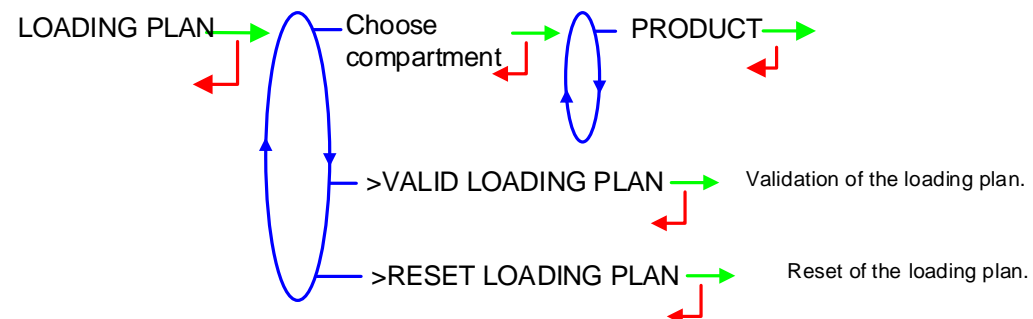 LOADING PLAN
Choose
compartment
PRODUCT
>VALID LOADING PLAN
Validation of the loading plan.
>RESET LOADING PLAN
Reset of the loading plan.